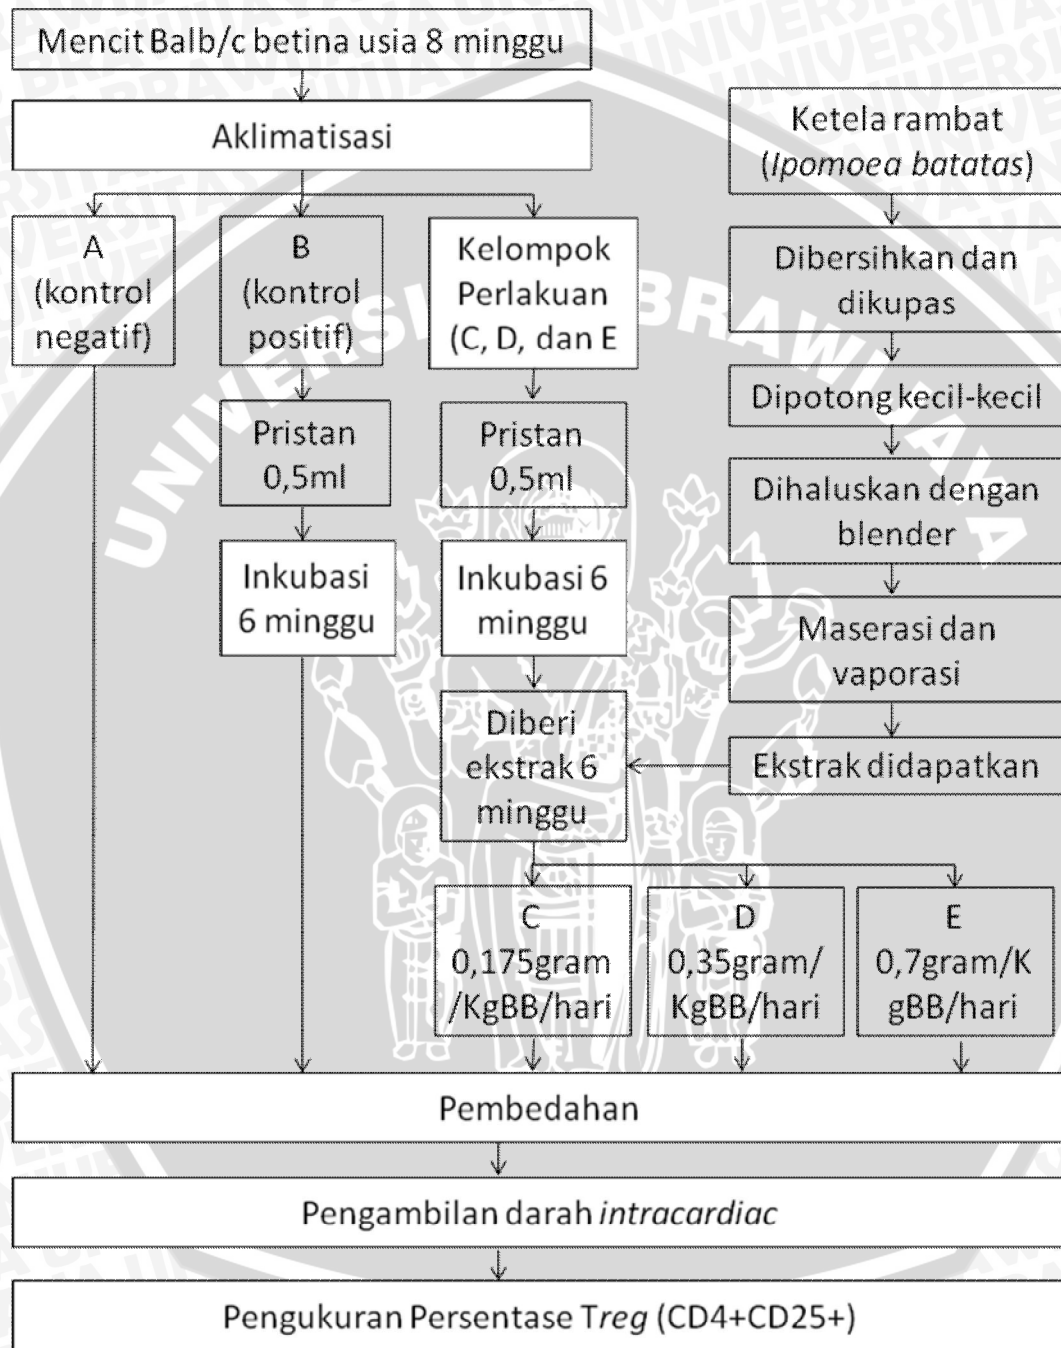 Mencit Balb/c betina usia 8 minggu
Aklimatisasi
A
(kontrol
negatif)
B
(kontrol
positif)
Kelompok
Perlakuan
(C, D, dan E
Pristan
0,5ml
Pristan
0,5ml
Inkubasi
6 minggu
Inkubasi 6
minggu
Diberi
ekstrak 6
minggu
Ketela rambat
(Ipomoea batatas)
Dibersihkan dan
dikupas
Dipotong kecil-kecil
Dihaluskan dengan
blender
Maserasi dan
vaporasi
Ekstrak didapatkan
C
0,175gram
/KgBB/hari
D
0,35gram/
KgBB/hari
E
0,7gram/K
gBB/hari
Pembedahan
Pengambilan darah intracardiac
Pengukuran Persentase Treg (CD4+CD25+)
UNIVERSITAS BRAWIJAYA